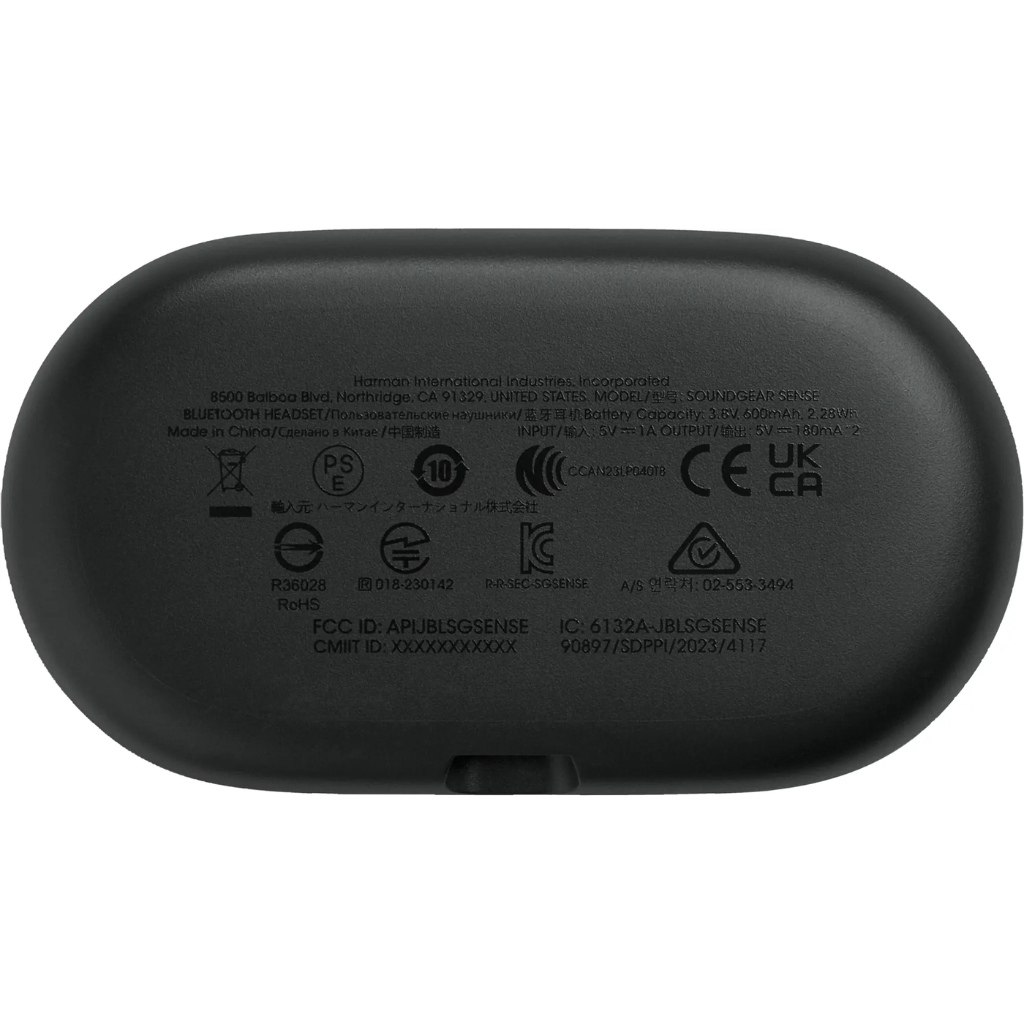 Harman International Industries, Incorporated
8500 Balboa Blvd, Northridge, CA 91329, UNITED STATES. MODEL/型号: SOUNDGEAR SENSE
BLUETOOTH HEADSET/Пользовательские наушники/蓝牙耳机 Battery Capacity: 3.8V, 600mAh, 2.28Wh
Made in China/Сделано в Китае /中国制造 INPUT/输入: 5V ⎓ 1A OUTPUT/输出: 5V ⎓ 180mA*2
PS E 10 CCAN23LP040T8 CE UK CA
輸入元: ハーマンインターナショナル株式会社
R36028 RoHS
R 018-230142
R-R-SEC-SGSENSE
A/S 연락처: 02-553-3494
FCC ID: APIJBLSGSENSE IC: 6132A-JBLSGSENSE
CMIIT ID: XXXXXXXXXXX 90897/SDPPI/2023/4117